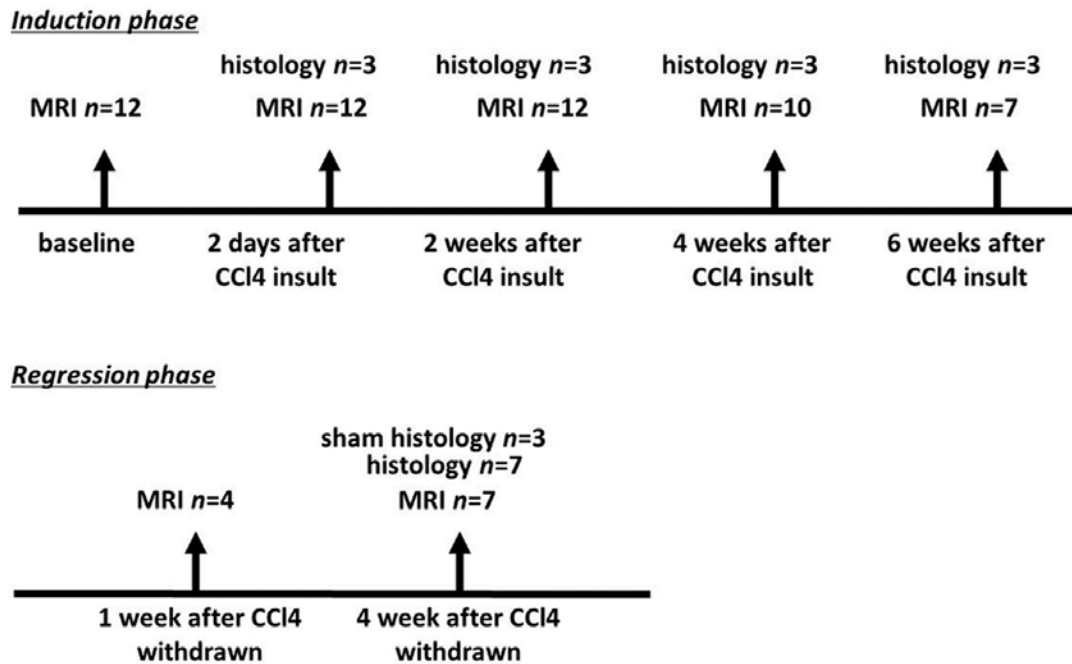 Induction phase
histology n=3 histology n=3 histology n=3 histology n=3
MRI n=12 MRI n=12 MRI n=12 MRI n=10 MRI n=7
baseline 2 days after 2 weeks after 4 weeks after 6 weeks after
CCl4 insult CCl4 insult CCl4 insult CCl4 insult
Regression phase
sham histology n=3
histology n=7
MRI n=4 MRI n=7
1 week after CCl4 4 week after CCl4
withdrawn withdrawn